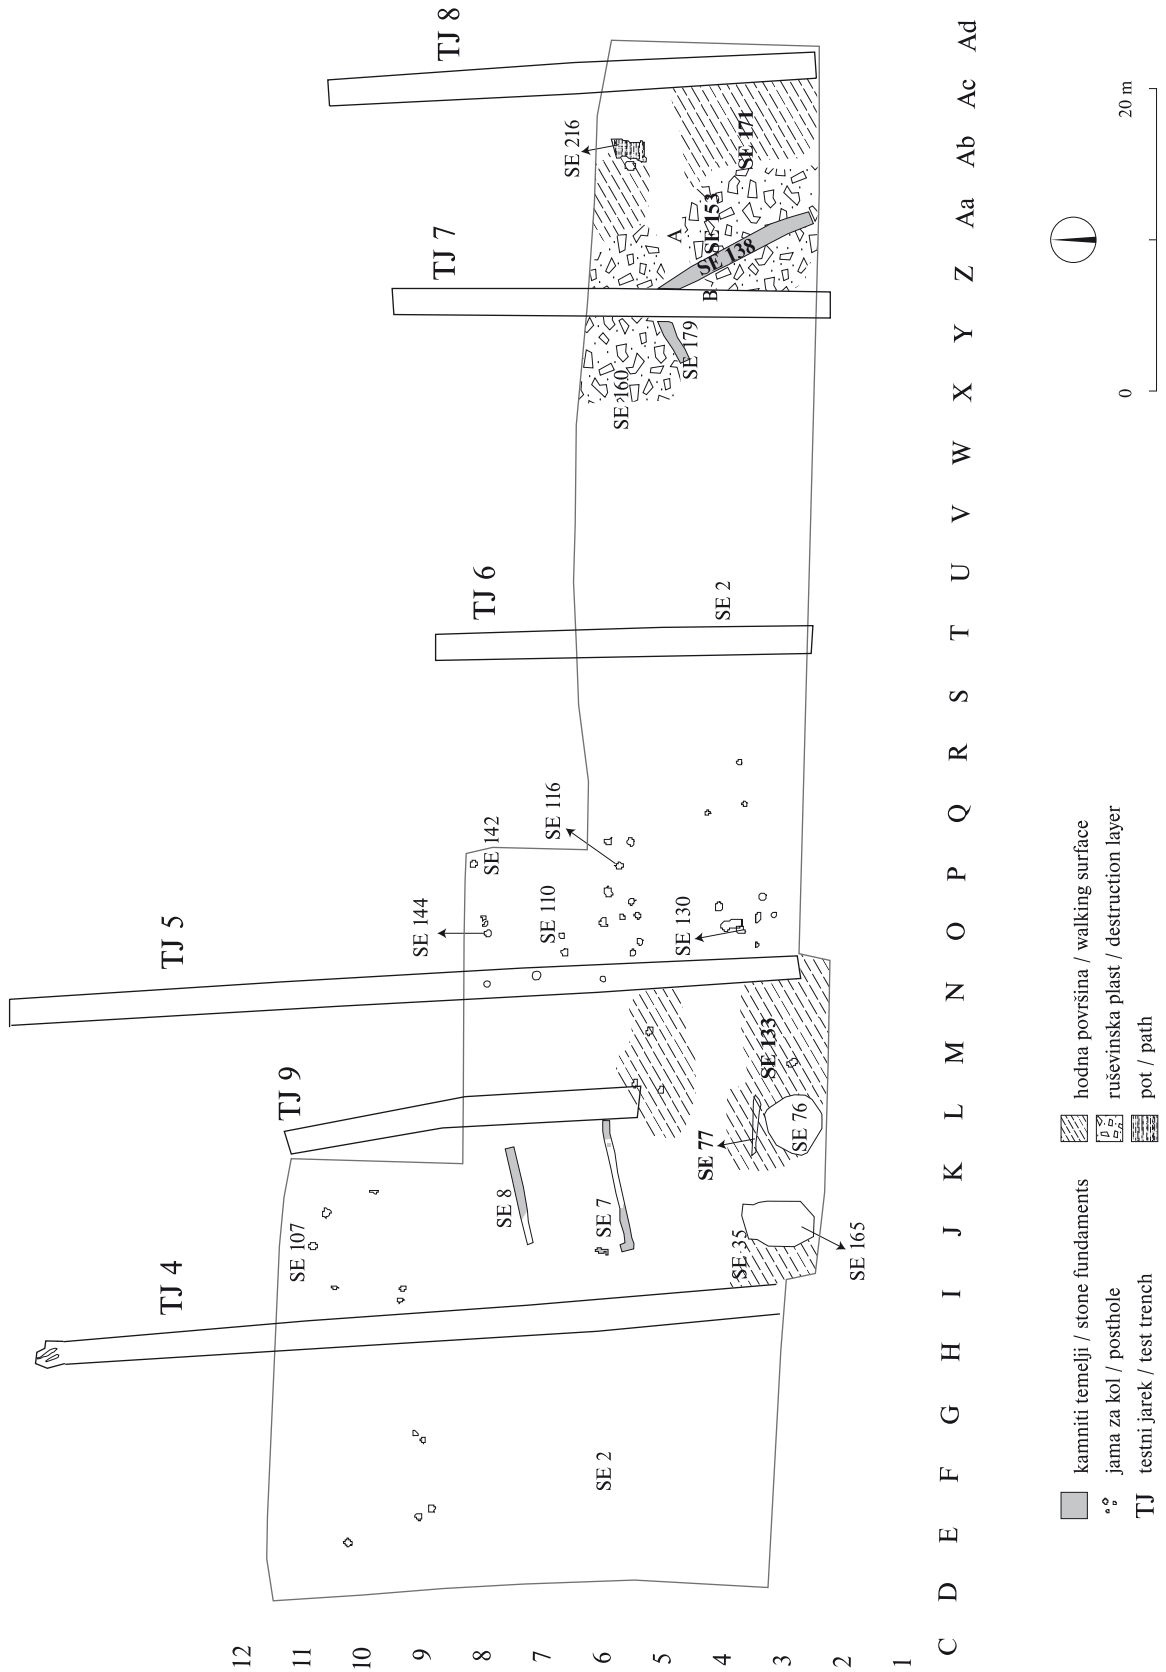 TJ 4
TJ 5
TJ 6
TJ 7
TJ 8
TJ 9
SE 107
SE 144
SE 142
SE 110
SE 116
SE 130
SE 8
SE 7
SE 77
SE 76
SE 133
SE 35
SE 165
SE 2
SE 2
SE 160
SE 179
SE 138
SE 153
SE 171
SE 216
A
B
12
11
10
9
8
7
6
5
4
3
2
1
C D E F G H I J K L M N O P Q R S T U V W X Y Z Aa Ab Ac Ad
kamniti temelji / stone fundaments
jama za kol / posthole
TJ testni jarek / test trench
hodna površina / walking surface
ruševinska plast / destruction layer
pot / path
0 20 m